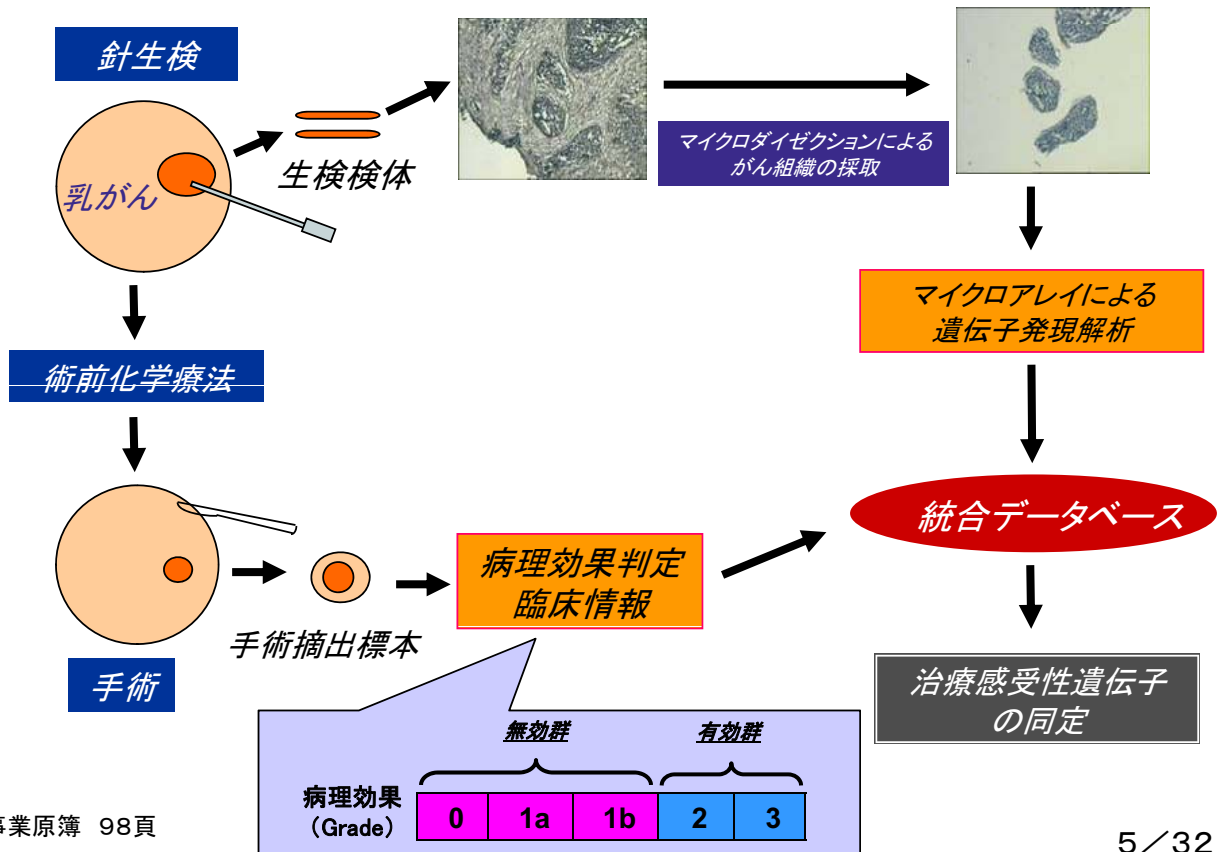 針生検
乳がん
生検検体
マイクロダイゼクションによる
がん組織の採取
マイクロアレイによる
遺伝子発現解析
術前化学療法
統合データベース
病理効果判定
臨床情報
手術摘出標本
手術
治療感受性遺伝子
の同定
無効群
有効群
病理効果
（Grade）
0 1a 1b 2 3
事業原簿 98頁
5／32